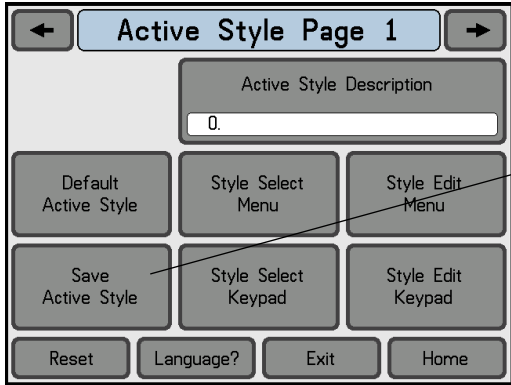 Active Style Page 1
Active Style Description
0.
Default
Active Style
Style Select
Menu
Style Edit
Menu
Save
Active Style
Style Select
Keypad
Style Edit
Keypad
Reset
Language?
Exit
Home